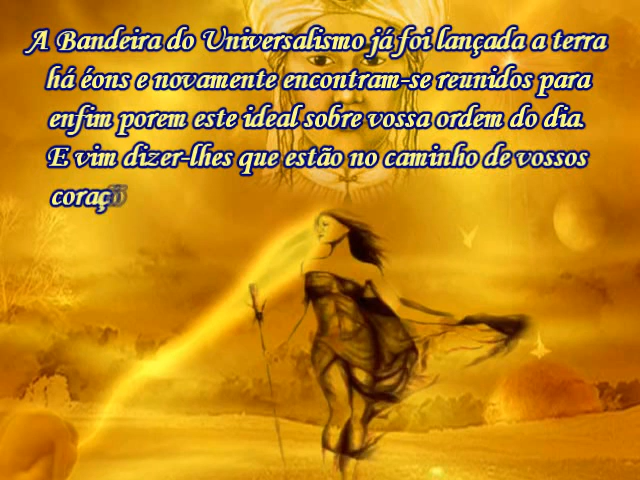 A Bandeira do Universalismo já foi lançada a terra
há éons e novamente encontram-se reunidos para
enfim porem este ideal sobre vossa ordem do dia.
E vim dizer-lhes que estão no caminho de vossos
coraçõ